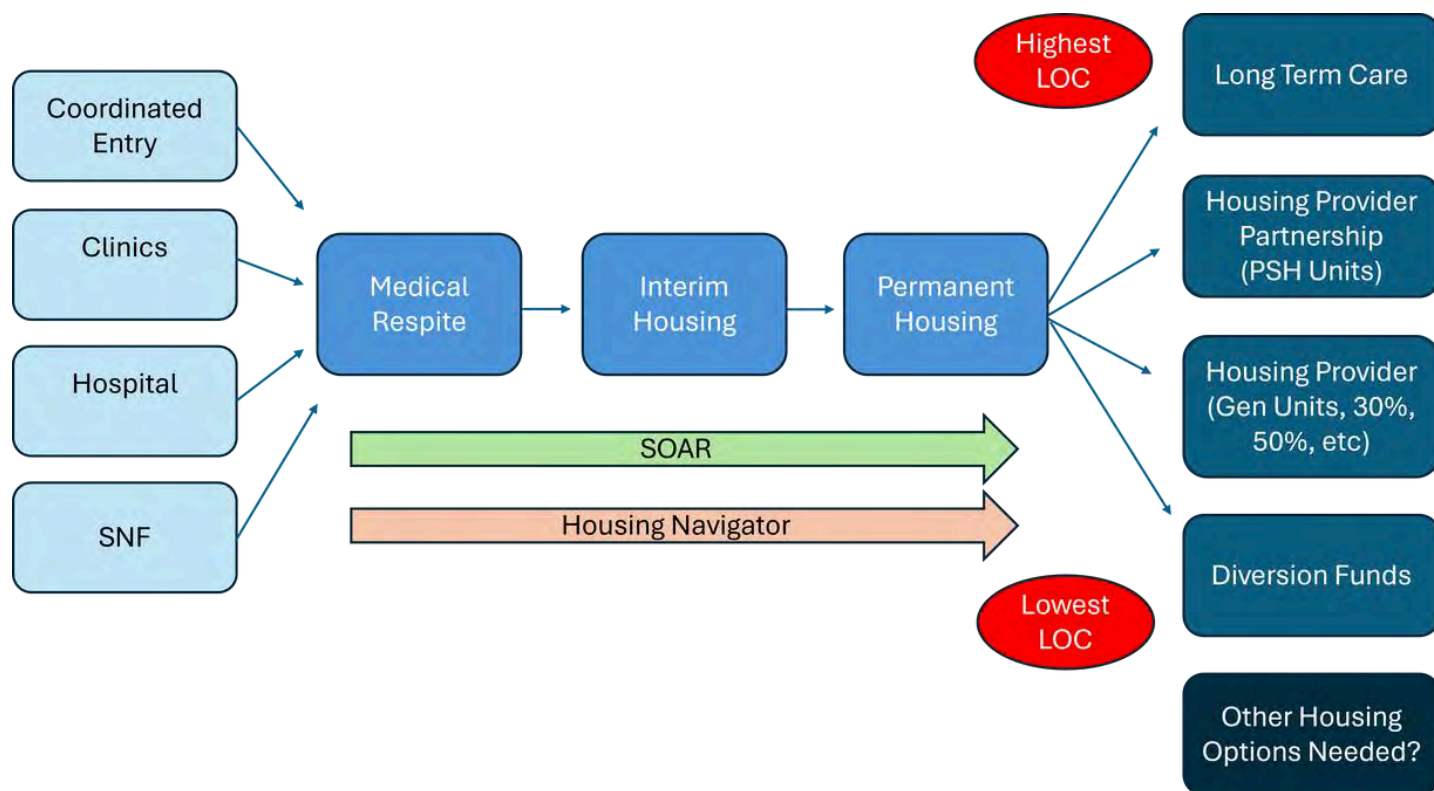 Coordinated
Entry
Clinics
Hospital
SNF
Medical
Respite
Interim
Housing
Permanent
Housing
SOAR
Housing Navigator
Highest
LOC
Lowest
LOC
Long Term Care
Housing Provider
Partnership
(PSH Units)
Housing Provider
(Gen Units, 30%,
50%, etc)
Diversion Funds
Other Housing
Options Needed?